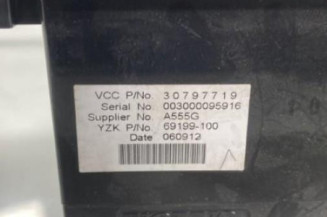 VCC P/No. 30797719
Serial No. 003000095916
Supplier No. A555G
YZK P/No. 69199-100
Date 060912